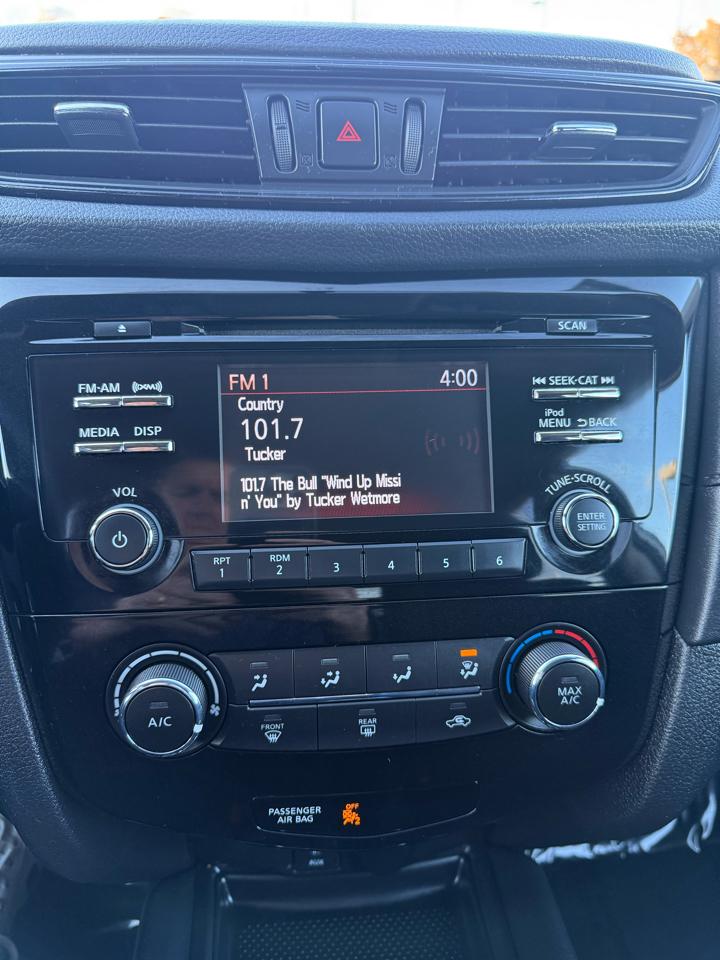 SCAN
FM 1 4:00
FM-AM ((SXM))
Country
SEEK·CAT
101.7
iPod
MENU BACK
MEDIA DISP
Tucker
101.7 The Bull "Wind Up Missi
n' You" by Tucker Wetmore
VOL
TUNE·SCROLL
ENTER
SETTING
RPT RDM
1 2 3 4 5 6
A/C
MAX
A/C
FRONT REAR
PASSENGER
AIR BAG
OFF